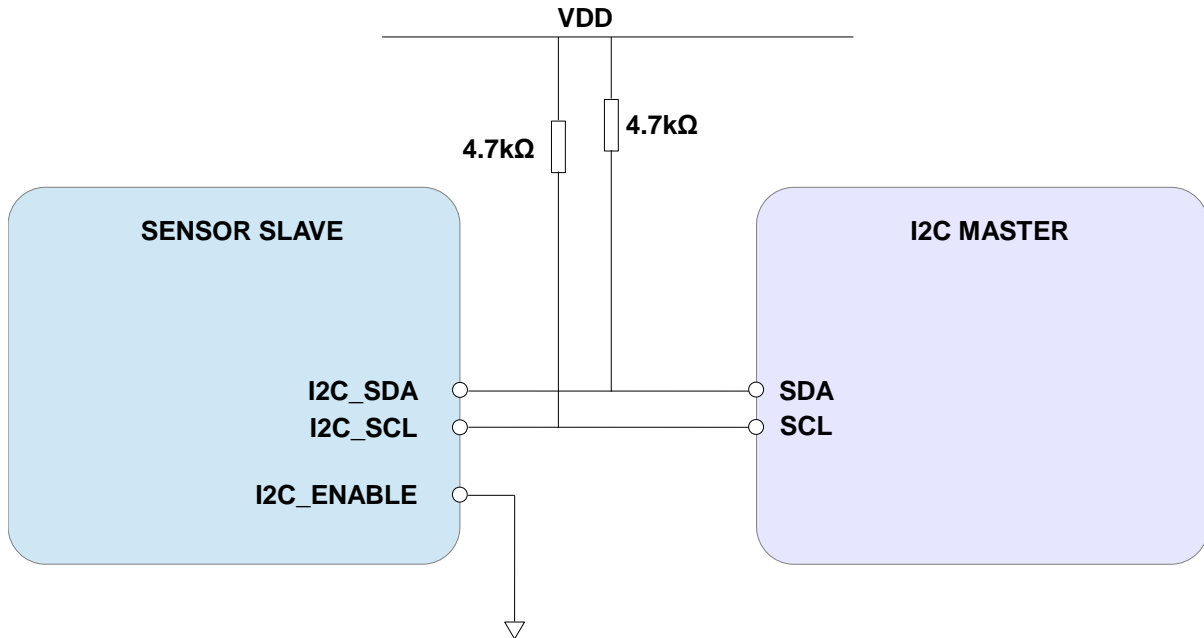 VDD
4.7kΩ
4.7kΩ
SENSOR SLAVE
I2C MASTER
I2C_SDA
SDA
I2C_SCL
SCL
I2C_ENABLE